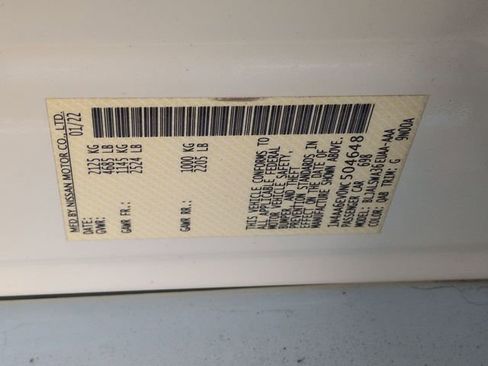 MFD BY NISSAN MOTOR CO., LTD.
DATE: 01/22
GVWR: 2125 KG
4685 LB
GAWR FR: 1145 KG
2524 LB
GAWR RR: 1000 KG
2205 LB
THIS VEHICLE CONFORMS TO
ALL APPLICABLE FEDERAL
MOTOR VEHICLE SAFETY,
BUMPER, AND THEFT
PREVENTION STANDARDS IN
EFFECT ON THE DATE OF
MANUFACTURE SHOWN ABOVE.
504648
PASSENGER CAR
COLOR: QAB TRIM: G